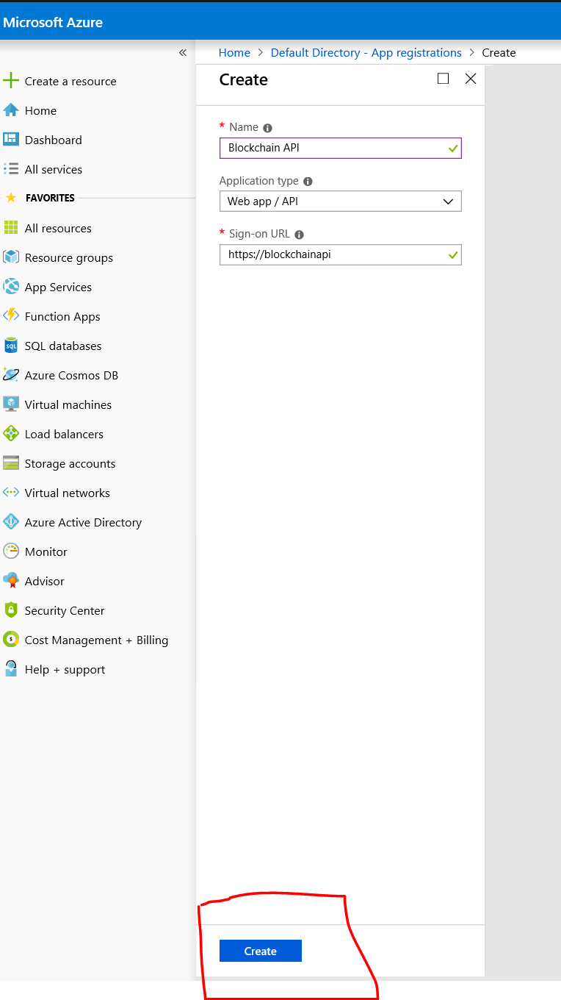 Microsoft Azure
«
Home > Default Directory - App registrations > Create
Create a resource
Home
Dashboard
All services
FAVORITES
All resources
Resource groups
App Services
Function Apps
SQL databases
Azure Cosmos DB
Virtual machines
Load balancers
Storage accounts
Virtual networks
Azure Active Directory
Monitor
Advisor
Security Center
Cost Management + Billing
Help + support
Create
* Name
Blockchain API
Application type
Web app / API
* Sign-on URL
https://blockchainapi
Create